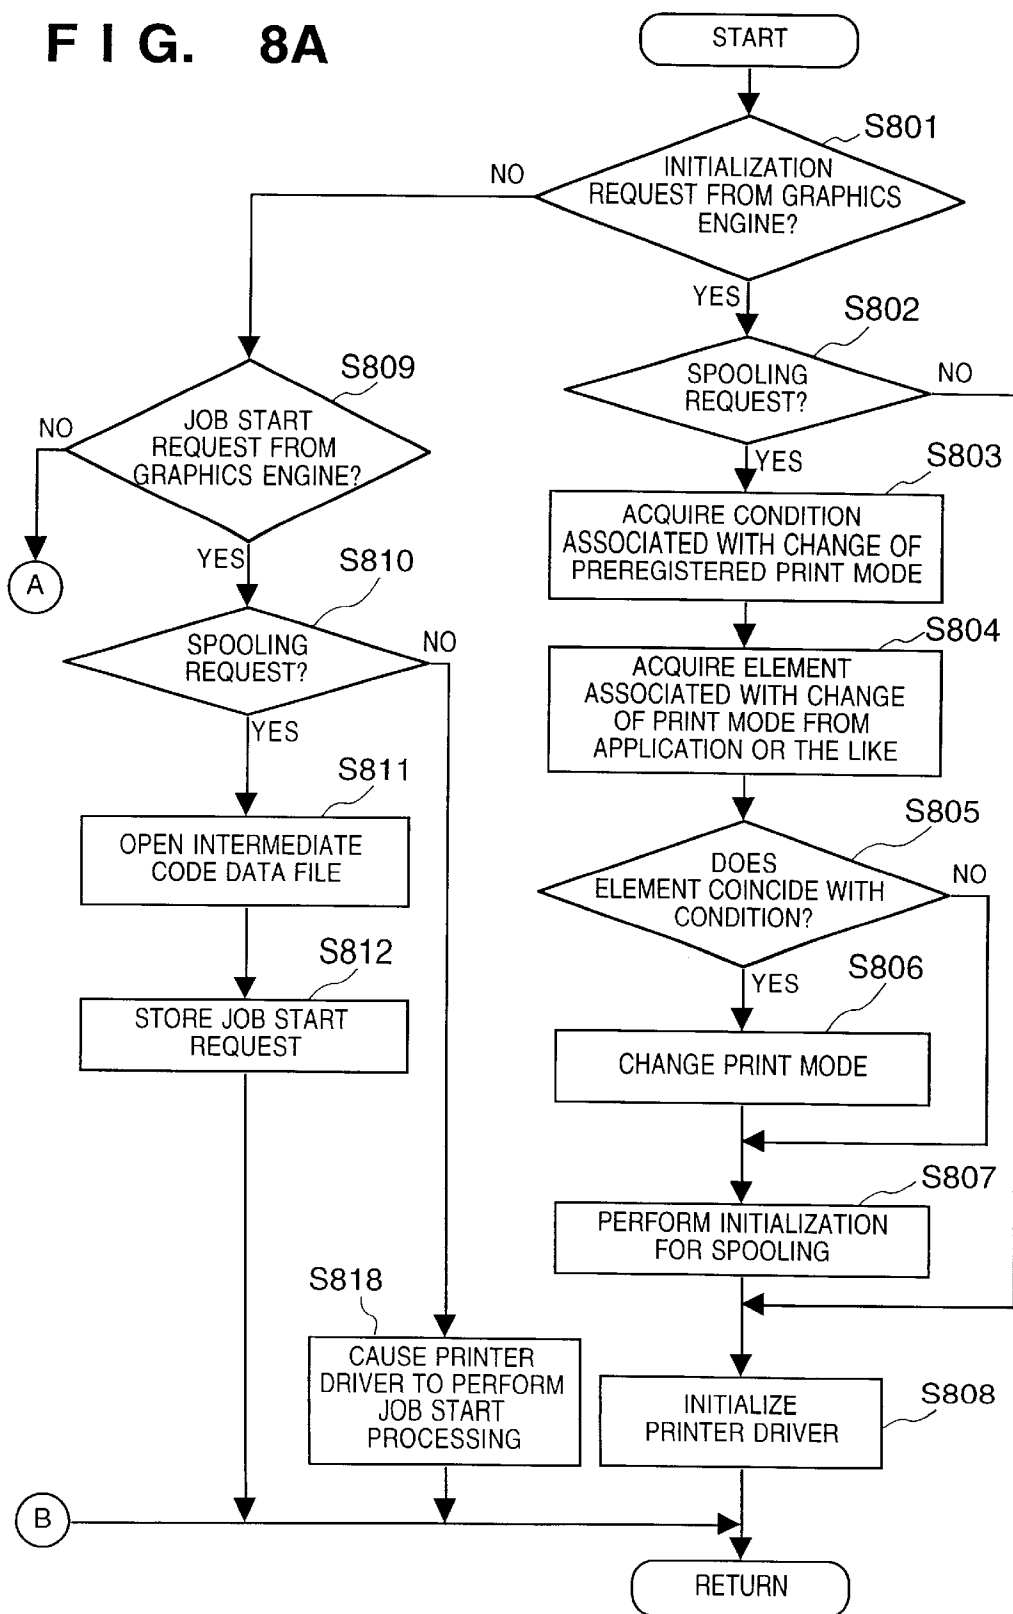 FIG. 8A
START
S801
INITIALIZATION
REQUEST FROM GRAPHICS
ENGINE?
NO
YES
S802
SPOOLING
REQUEST?
NO
YES
S803
ACQUIRE CONDITION
ASSOCIATED WITH CHANGE OF
PREREGISTERED PRINT MODE
S804
ACQUIRE ELEMENT
ASSOCIATED WITH CHANGE
OF PRINT MODE FROM
APPLICATION OR THE LIKE
S805
DOES
ELEMENT COINCIDE WITH
CONDITION?
NO
YES
S806
CHANGE PRINT MODE
S807
PERFORM INITIALIZATION
FOR SPOOLING
S808
INITIALIZE
PRINTER DRIVER
S809
JOB START
REQUEST FROM
GRAPHICS ENGINE?
NO
A
YES
S810
SPOOLING
REQUEST?
NO
YES
S811
OPEN INTERMEDIATE
CODE DATA FILE
S812
STORE JOB START
REQUEST
S818
CAUSE PRINTER
DRIVER TO PERFORM
JOB START
PROCESSING
B
RETURN